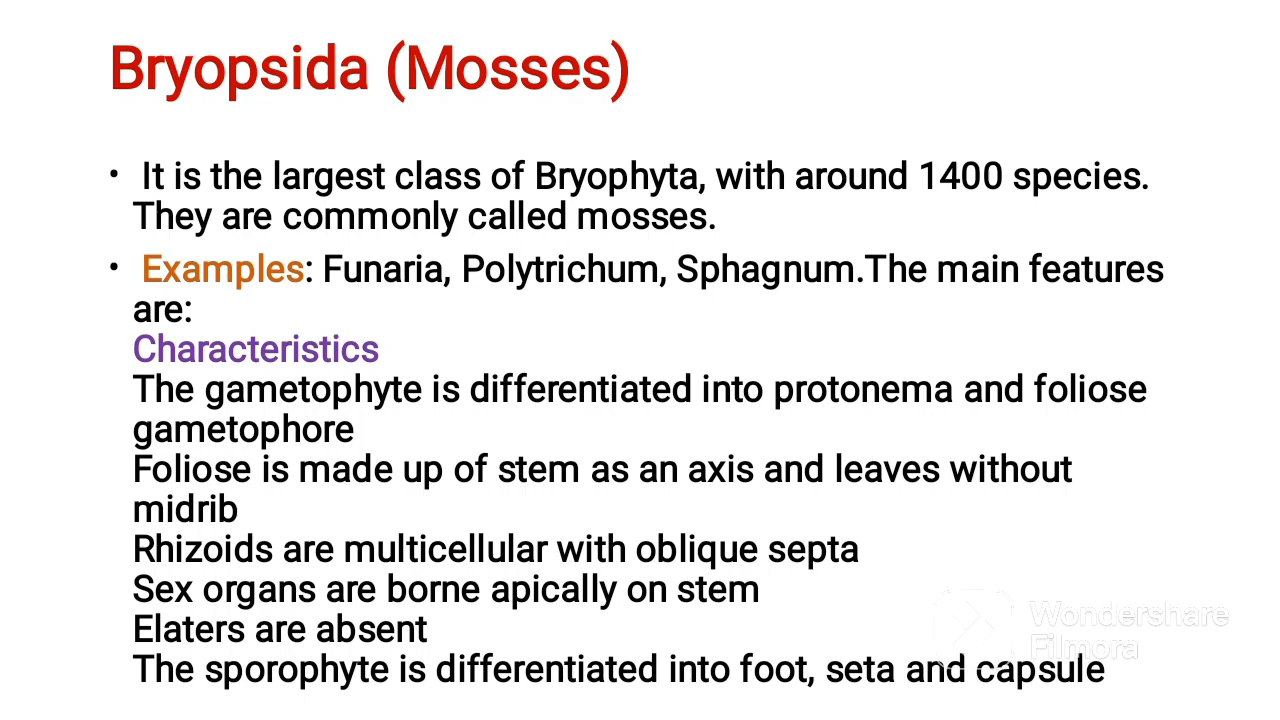 Bryopsida (Mosses)
• It is the largest class of Bryophyta, with around 1400 species.
They are commonly called mosses.
• Examples: Funaria, Polytrichum, Sphagnum.The main features
are:
Characteristics
The gametophyte is differentiated into protonema and foliose
gametophore
Foliose is made up of stem as an axis and leaves without
midrib
Rhizoids are multicellular with oblique septa
Sex organs are borne apically on stem
Elaters are absent
The sporophyte is differentiated into foot, seta and capsule
Wondershare
Filmora